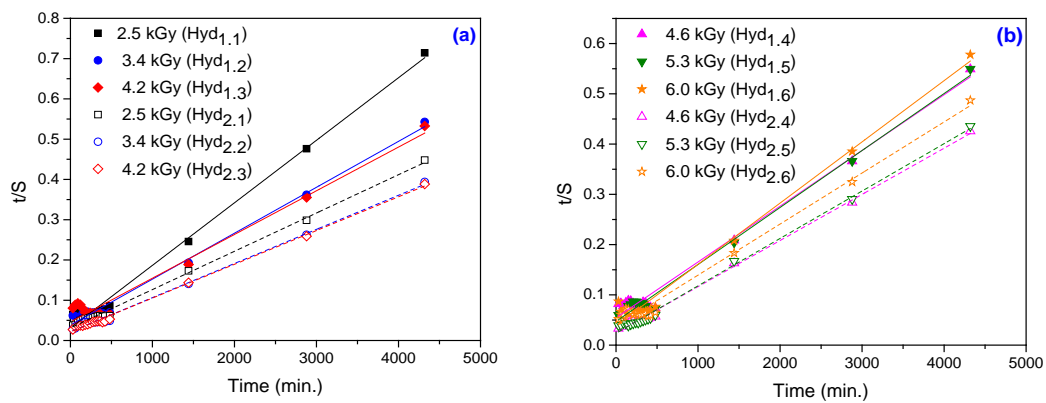 (a)
2.5 kGy (Hyd1.1)
3.4 kGy (Hyd1.2)
4.2 kGy (Hyd1.3)
2.5 kGy (Hyd2.1)
3.4 kGy (Hyd2.2)
4.2 kGy (Hyd2.3)
t/S
0.8
0.7
0.6
0.5
0.4
0.3
0.2
0.1
0.0
0 1000 2000 3000 4000 5000
Time (min.)
(b)
4.6 kGy (Hyd1.4)
5.3 kGy (Hyd1.5)
6.0 kGy (Hyd1.6)
4.6 kGy (Hyd2.4)
5.3 kGy (Hyd2.5)
6.0 kGy (Hyd2.6)
t/S
0.6
0.5
0.4
0.3
0.2
0.1
0.0
0 1000 2000 3000 4000 5000
Time (min.)